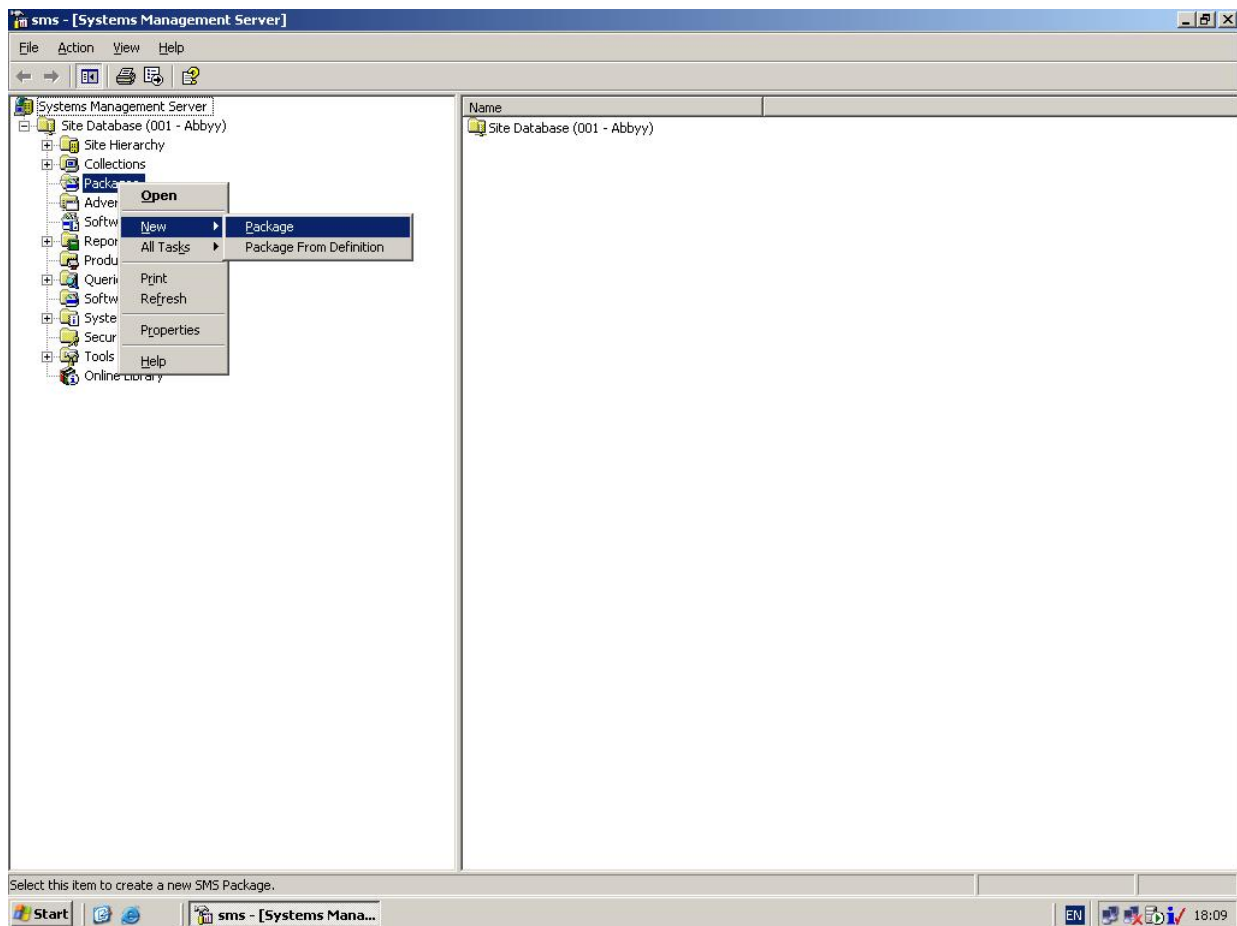 sms - [Systems Management Server]
File Action View Help
Systems Management Server
Site Database (001 - Abbyy)
Site Hierarchy
Collections
Packages
Adver
Softw
Repor
Produ
Queri
Softw
Syste
Secur
Tools
Online Library
Open
New
All Tasks
Print
Refresh
Properties
Help
Package
Package From Definition
Name
Site Database (001 - Abbyy)
Select this item to create a new SMS Package.
Start
sms - [Systems Mana...
EN
18:09